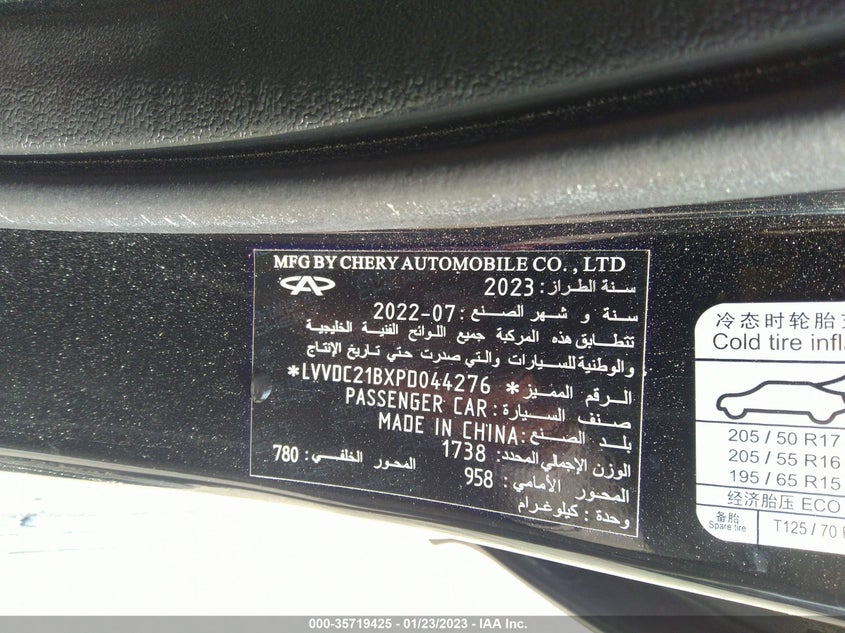 MFG BY CHERY AUTOMOBILE CO. , LTD
سنة الطراز: 2023
سنة و شهر الصنع: 2022-07
تتطابق هذه المركبة جميع اللوائح الفنية الخليجية
والوطنية للسيارات والتي صدرت حتي تاريخ الإنتاج
الرقم المميز: *LVVDC21BXPD044276*
صنف السيارة: PASSENGER CAR
بلد الصنع: MADE IN CHINA
الوزن الإجمالي المحدد: 1738
المحور الأمامي: 958 المحور الخلفي: 780
وحدة: كيلوغرام
冷态时轮胎充
Cold tire infl
205 / 50 R17
205 / 55 R16
195 / 65 R15
经济胎压 ECO
备胎
Spare tire
T125 / 70
000-35719425 - 01/23/2023 - IAA Inc.